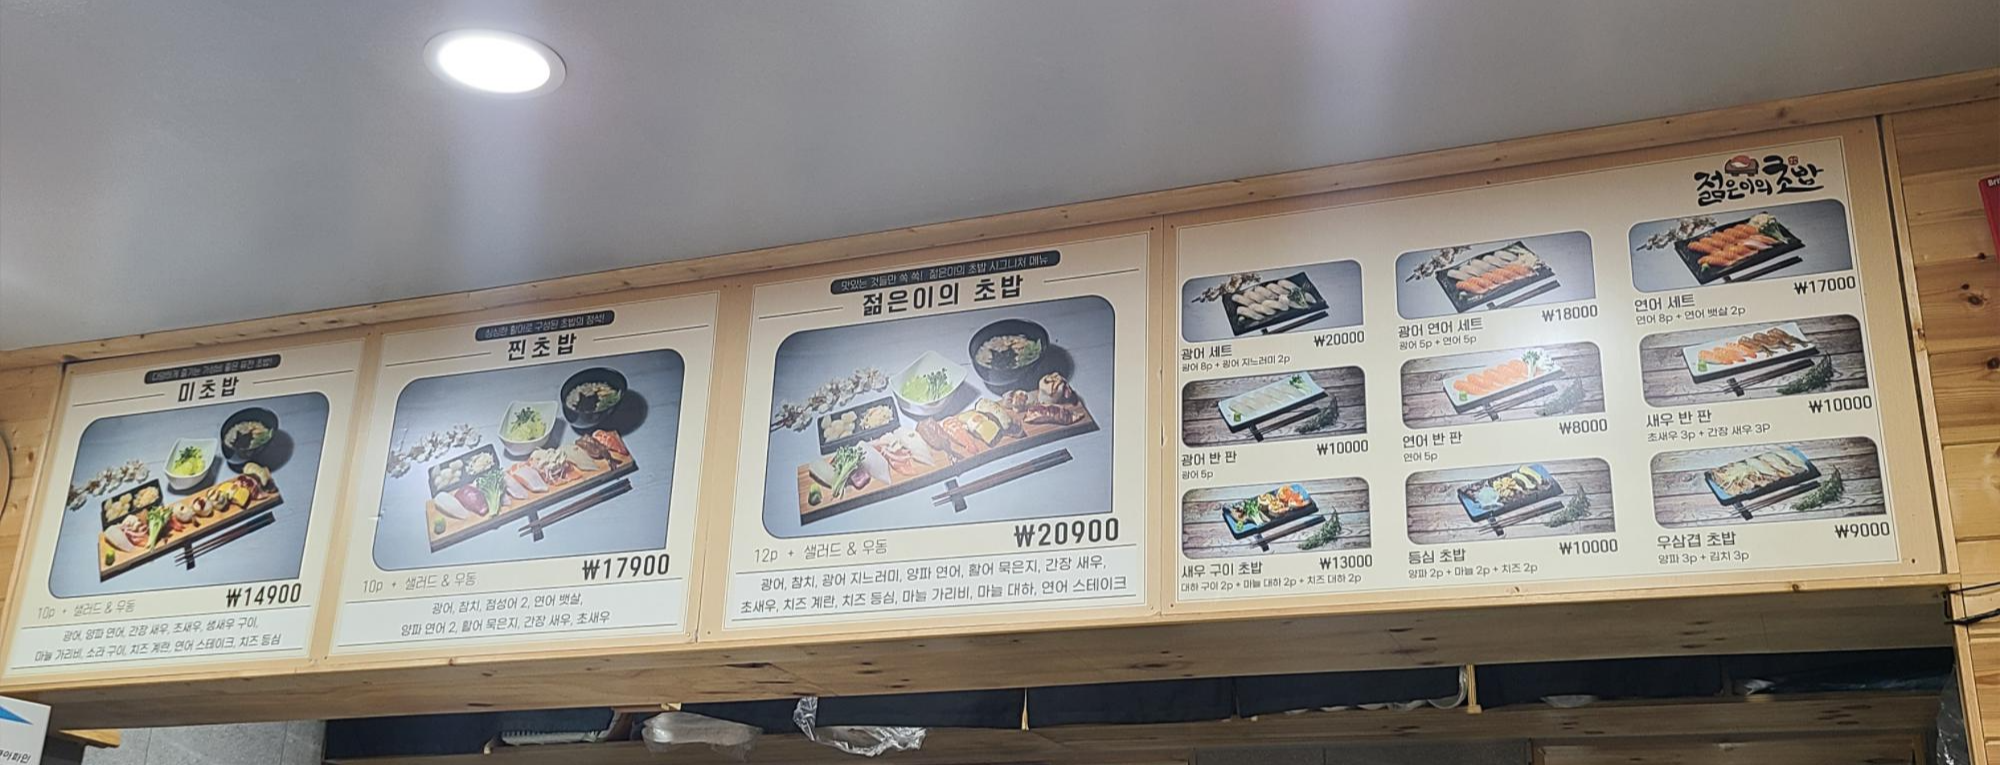 다양하게 즐기는 가성비 좋은 퓨전 초밥!
미초밥
10p + 샐러드 & 우동
₩14900
광어, 양파 연어, 간장 새우, 초새우, 생새우 구이,
마늘 가리비, 소라 구이, 치즈 계란, 연어 스테이크, 치즈 등심
싱싱한 활어로 구성된 초밥의 정석!
찐초밥
10p + 샐러드 & 우동
₩17900
광어, 참치, 점성어 2, 연어 뱃살,
양파 연어 2, 활어 묵은지, 간장 새우, 초새우
맛있는 것들만 쏙 쏙! 젊은이의 초밥 시그니처 메뉴
젊은이의 초밥
12p + 샐러드 & 우동
₩20900
광어, 참치, 광어 지느러미, 양파 연어, 활어 묵은지, 간장 새우,
초새우, 치즈 계란, 치즈 등심, 마늘 가리비, 마늘 대하, 연어 스테이크
젊은이의 초밥
광어 세트
₩20000
광어 8p + 광어 지느러미 2p
광어 연어 세트
₩18000
광어 5p + 연어 5p
연어 세트
₩17000
연어 8p + 연어 뱃살 2p
광어 반 판
₩10000
광어 5p
연어 반 판
₩8000
연어 5p
새우 반 판
₩10000
초새우 3p + 간장 새우 3P
새우 구이 초밥
₩13000
대하 구이 2p + 마늘 대하 2p + 치즈 대하 2p
등심 초밥
₩10000
양파 2p + 마늘 2p + 치즈 2p
우삼겹 초밥
₩9000
양파 3p + 김치 3p